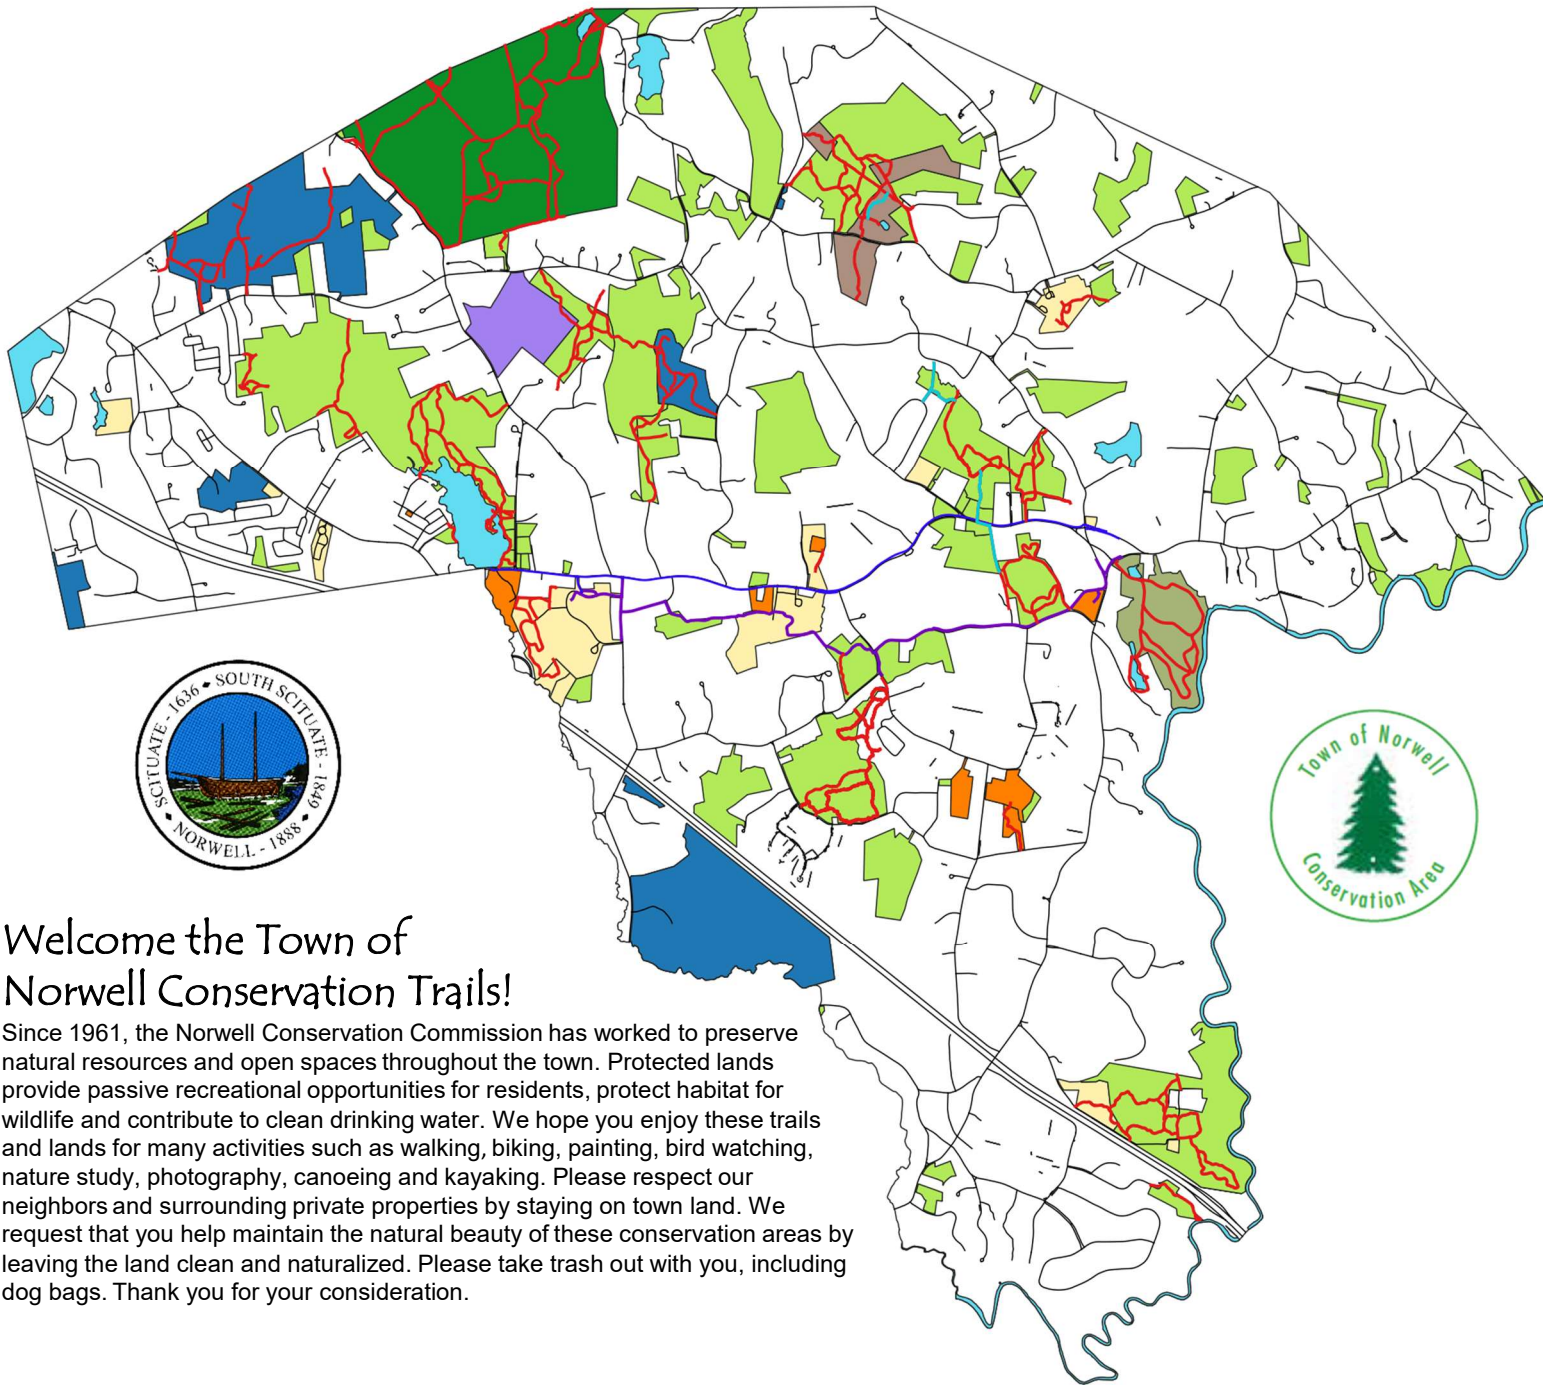 SCITUATE - 1636 • SOUTH SCITUATE - 1849 •
NORWELL - 1888 •
Town of Norwell
Conservation Area
Welcome the Town of
Norwell Conservation Trails!
Since 1961, the Norwell Conservation Commission has worked to preserve
natural resources and open spaces throughout the town. Protected lands
provide passive recreational opportunities for residents, protect habitat for
wildlife and contribute to clean drinking water. We hope you enjoy these trails
and lands for many activities such as walking, biking, painting, bird watching,
nature study, photography, canoeing and kayaking. Please respect our
neighbors and surrounding private properties by staying on town land. We
request that you help maintain the natural beauty of these conservation areas by
leaving the land clean and naturalized. Please take trash out with you, including
dog bags. Thank you for your consideration.